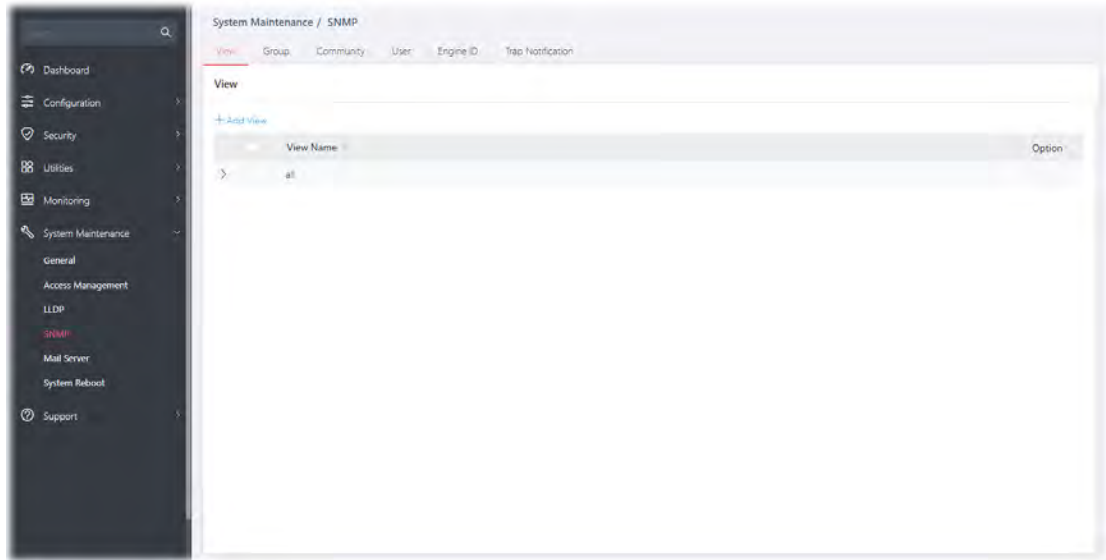 System Maintenance / SNMP
View Group Community User Engine ID Trap Notification
Dashboard
View
Configuration
+ Add View
Security
View Name Option
Utilities
all
Monitoring
System Maintenance
General
Access Management
LLDP
SNMP
Mail Server
System Reboot
Support